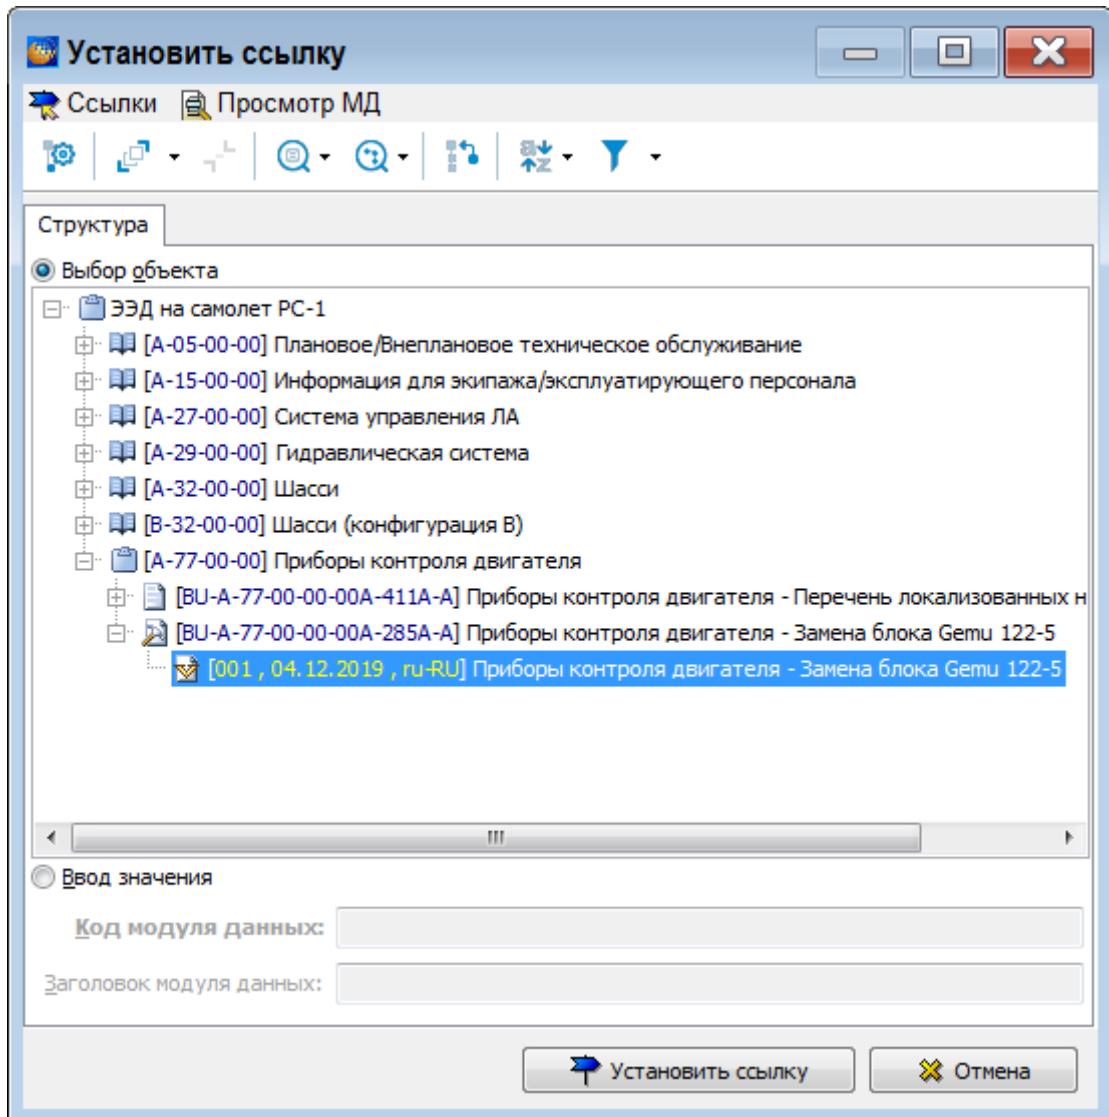 Установить ссылку
Ссылки Просмотр МД
Структура
Выбор объекта
ЭЭД на самолет РС-1
[A-05-00-00] Плановое/Внеплановое техническое обслуживание
[A-15-00-00] Информация для экипажа/эксплуатирующего персонала
[A-27-00-00] Система управления ЛА
[A-29-00-00] Гидравлическая система
[A-32-00-00] Шасси
[B-32-00-00] Шасси (конфигурация В)
[A-77-00-00] Приборы контроля двигателя
[BU-A-77-00-00-00A-411A-A] Приборы контроля двигателя - Перечень локализованных н
[BU-A-77-00-00-00A-285A-A] Приборы контроля двигателя - Замена блока Gemu 122-5
[001 , 04.12.2019 , ru-RU] Приборы контроля двигателя - Замена блока Gemu 122-5
Ввод значения
Код модуля данных:
Заголовок модуля данных:
Установить ссылку Отмена